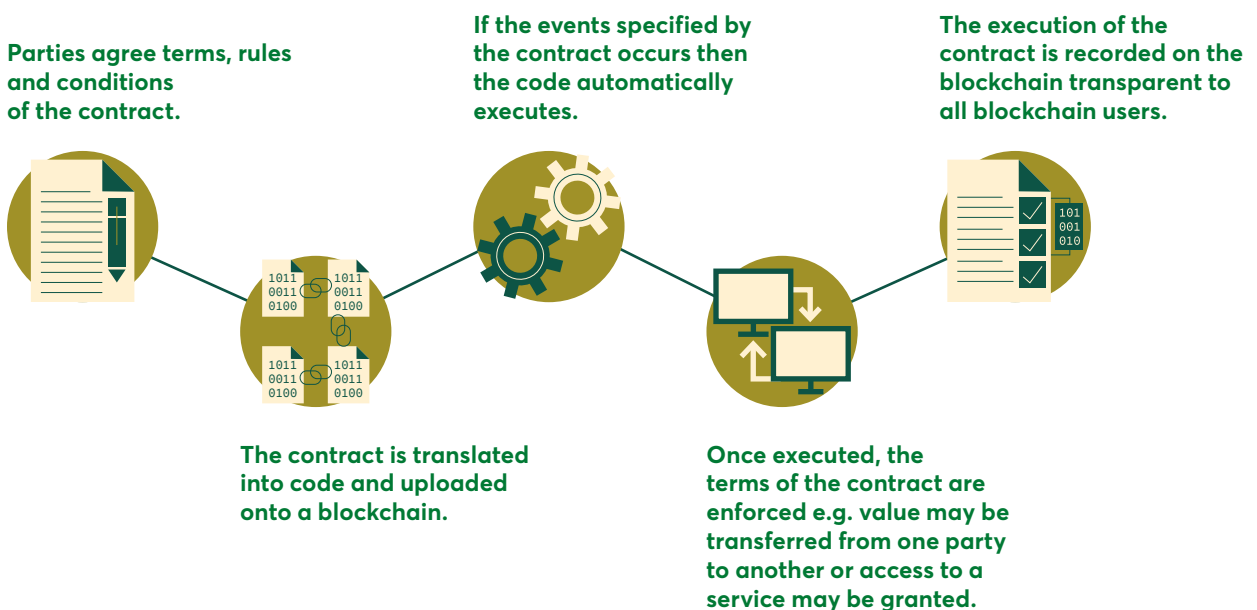 Parties agree terms, rules
and conditions
of the contract.
1011
0011
0100
1011
0011
0100
1011
0011
0100
1011
0011
0100
The contract is translated
into code and uploaded
onto a blockchain.
If the events specified by
the contract occurs then
the code automatically
executes.
Once executed, the
terms of the contract are
enforced e.g. value may be
transferred from one party
to another or access to a
service may be granted.
The execution of the
contract is recorded on the
blockchain transparent to
all blockchain users.
101
001
010